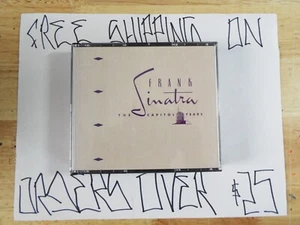 FREE SHIPPING ON
FRANK
Sinatra
THE CAPITOL YEARS
ORDERS OVER $25